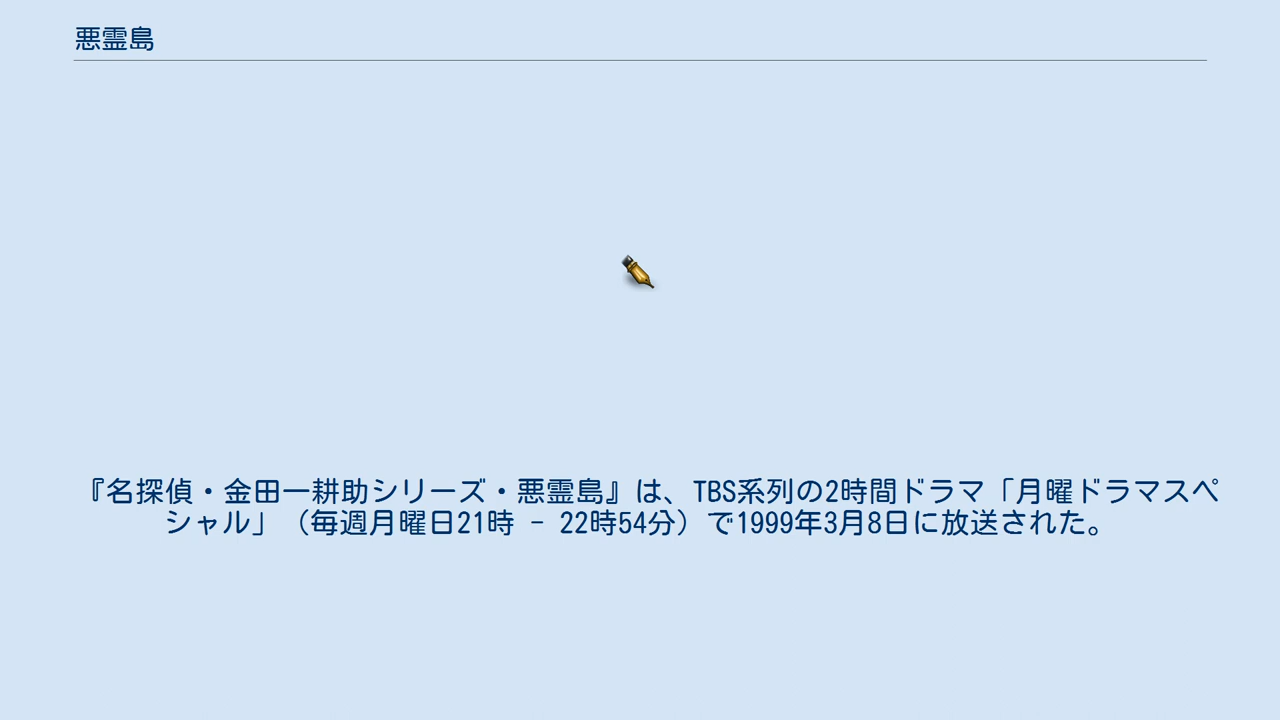 悪霊島
『名探偵・金田一耕助シリーズ・悪霊島』は、TBS系列の2時間ドラマ「月曜ドラマスペ
シャル」（毎週月曜日21時 - 22時54分）で1999年3月8日に放送された。